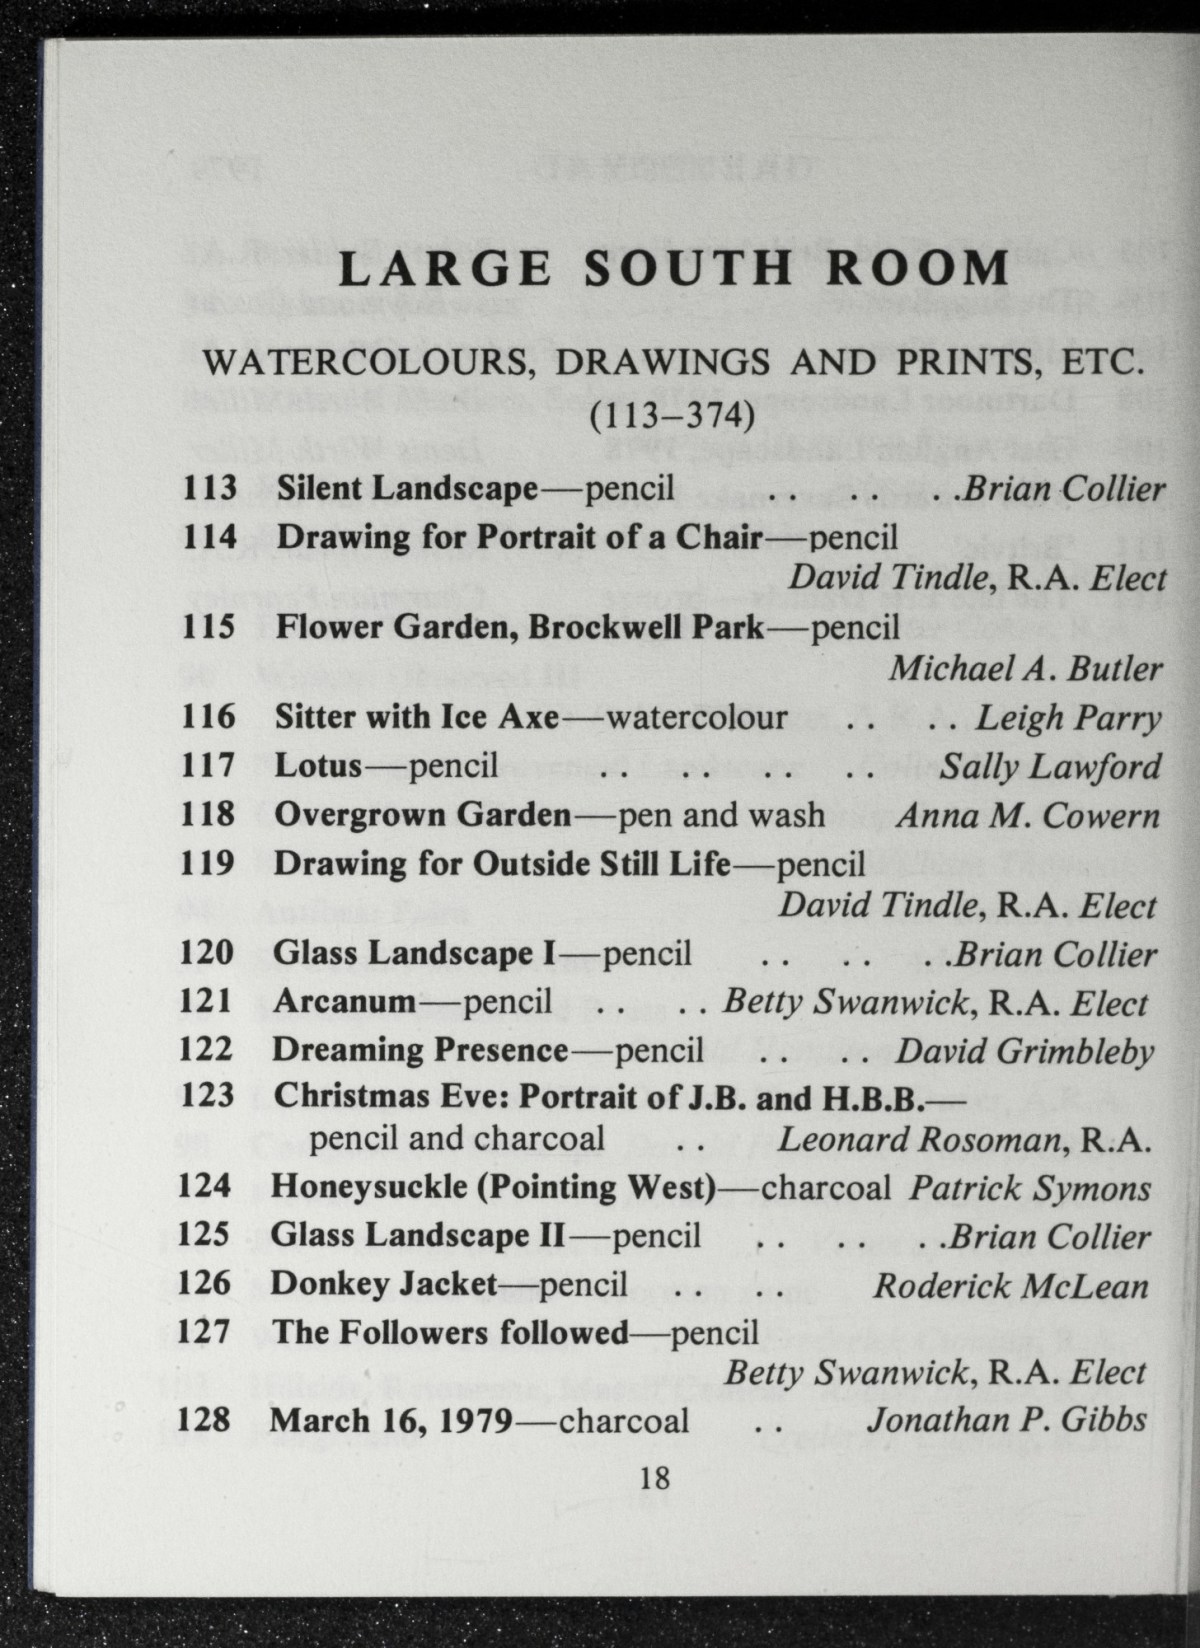 LARGE SOUTH ROOM
WATERCOLOURS, DRAWINGS AND PRINTS, ETC.
(113–374)
113 Silent Landscape—pencil .. .. ..Brian Collier
114 Drawing for Portrait of a Chair—pencil
David Tindle, R.A. Elect
115 Flower Garden, Brockwell Park—pencil
Michael A. Butler
116 Sitter with Ice Axe—watercolour .. .. Leigh Parry
117 Lotus—pencil .. .. .. .. Sally Lawford
118 Overgrown Garden—pen and wash Anna M. Cowern
119 Drawing for Outside Still Life—pencil
David Tindle, R.A. Elect
120 Glass Landscape I—pencil .. .. ..Brian Collier
121 Arcanum—pencil .. .. Betty Swanwick, R.A. Elect
122 Dreaming Presence—pencil .. .. David Grimbleby
123 Christmas Eve: Portrait of J.B. and H.B.B.—
pencil and charcoal .. Leonard Rosoman, R.A.
124 Honeysuckle (Pointing West)—charcoal Patrick Symons
125 Glass Landscape II—pencil .. .. ..Brian Collier
126 Donkey Jacket—pencil .. .. Roderick McLean
127 The Followers followed—pencil
Betty Swanwick, R.A. Elect
128 March 16, 1979—charcoal .. Jonathan P. Gibbs
18